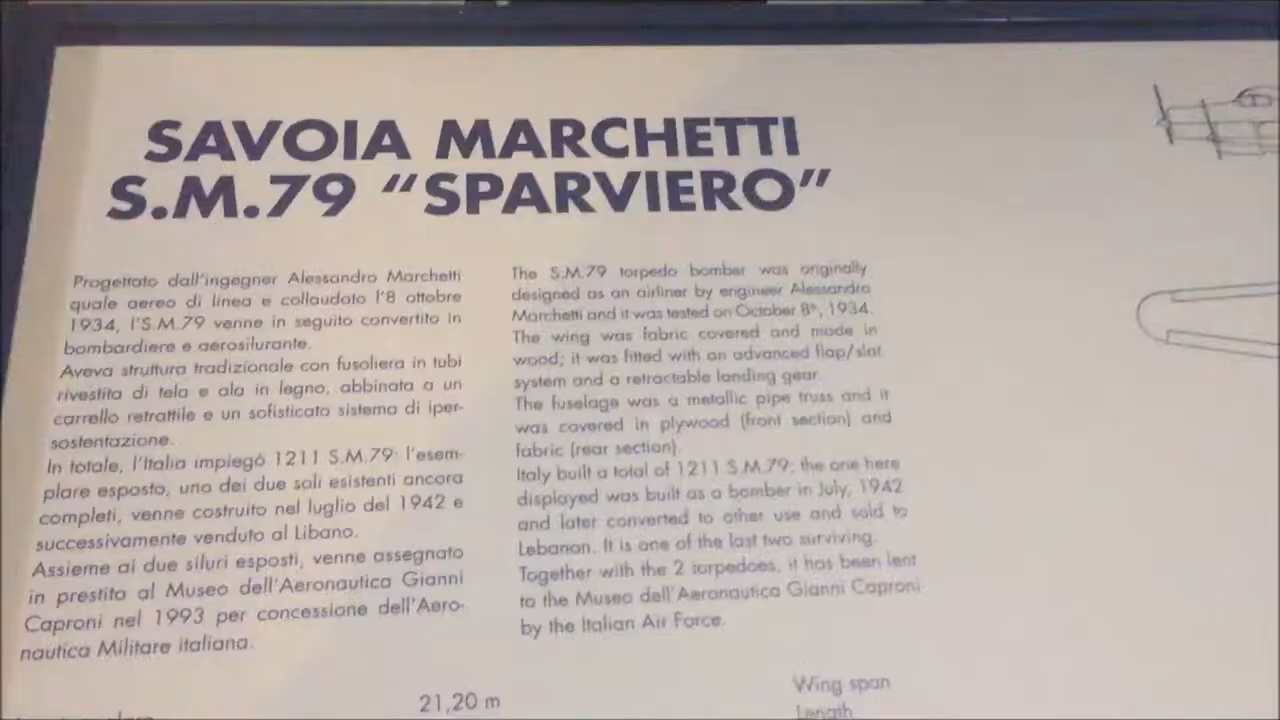 SAVOIA MARCHETTI
S.M.79 “SPARVIERO”
Progettato dall'ingegner Alessandro Marchetti
quale aereo di linea e collaudato l'8 ottobre
1934, l'S.M.79 venne in seguito convertito in
bombardiere e aerosilurante.
Aveva struttura tradizionale con fusoliera in tubi
rivestita di tela e ala in legno, abbinata a un
carrello retrattile e un sofisticato sistema di iper-
sostentazione.
In totale, l'Italia impiegò 1211 S.M.79: l'esem-
plare esposto, uno dei due soli esistenti ancora
completi, venne costruito nel luglio del 1942 e
successivamente venduto al Libano.
Assieme ai due siluri esposti, venne assegnato
in prestito al Museo dell'Aeronautica Gianni
Caproni nel 1993 per concessione dell'Aero-
nautica Militare italiana.
The S.M.79 torpedo bomber was originally
designed as an airliner by engineer Alessandro
Marchetti and it was tested on October 8th, 1934.
The wing was fabric covered and made in
wood; it was fitted with an advanced flap/slat
system and a retractable landing gear.
The fuselage was a metallic pipe truss and it
was covered in plywood (front section) and
fabric (rear section).
Italy built a total of 1211 S.M.79; the one here
displayed was built as a bomber in July, 1942
and later converted to other use and sold to
Lebanon. It is one of the last two surviving.
Together with the 2 torpedoes, it has been lent
to the Museo dell'Aeronautica Gianni Caproni
by the Italian Air Force.
21,20 m
Wing span
Length